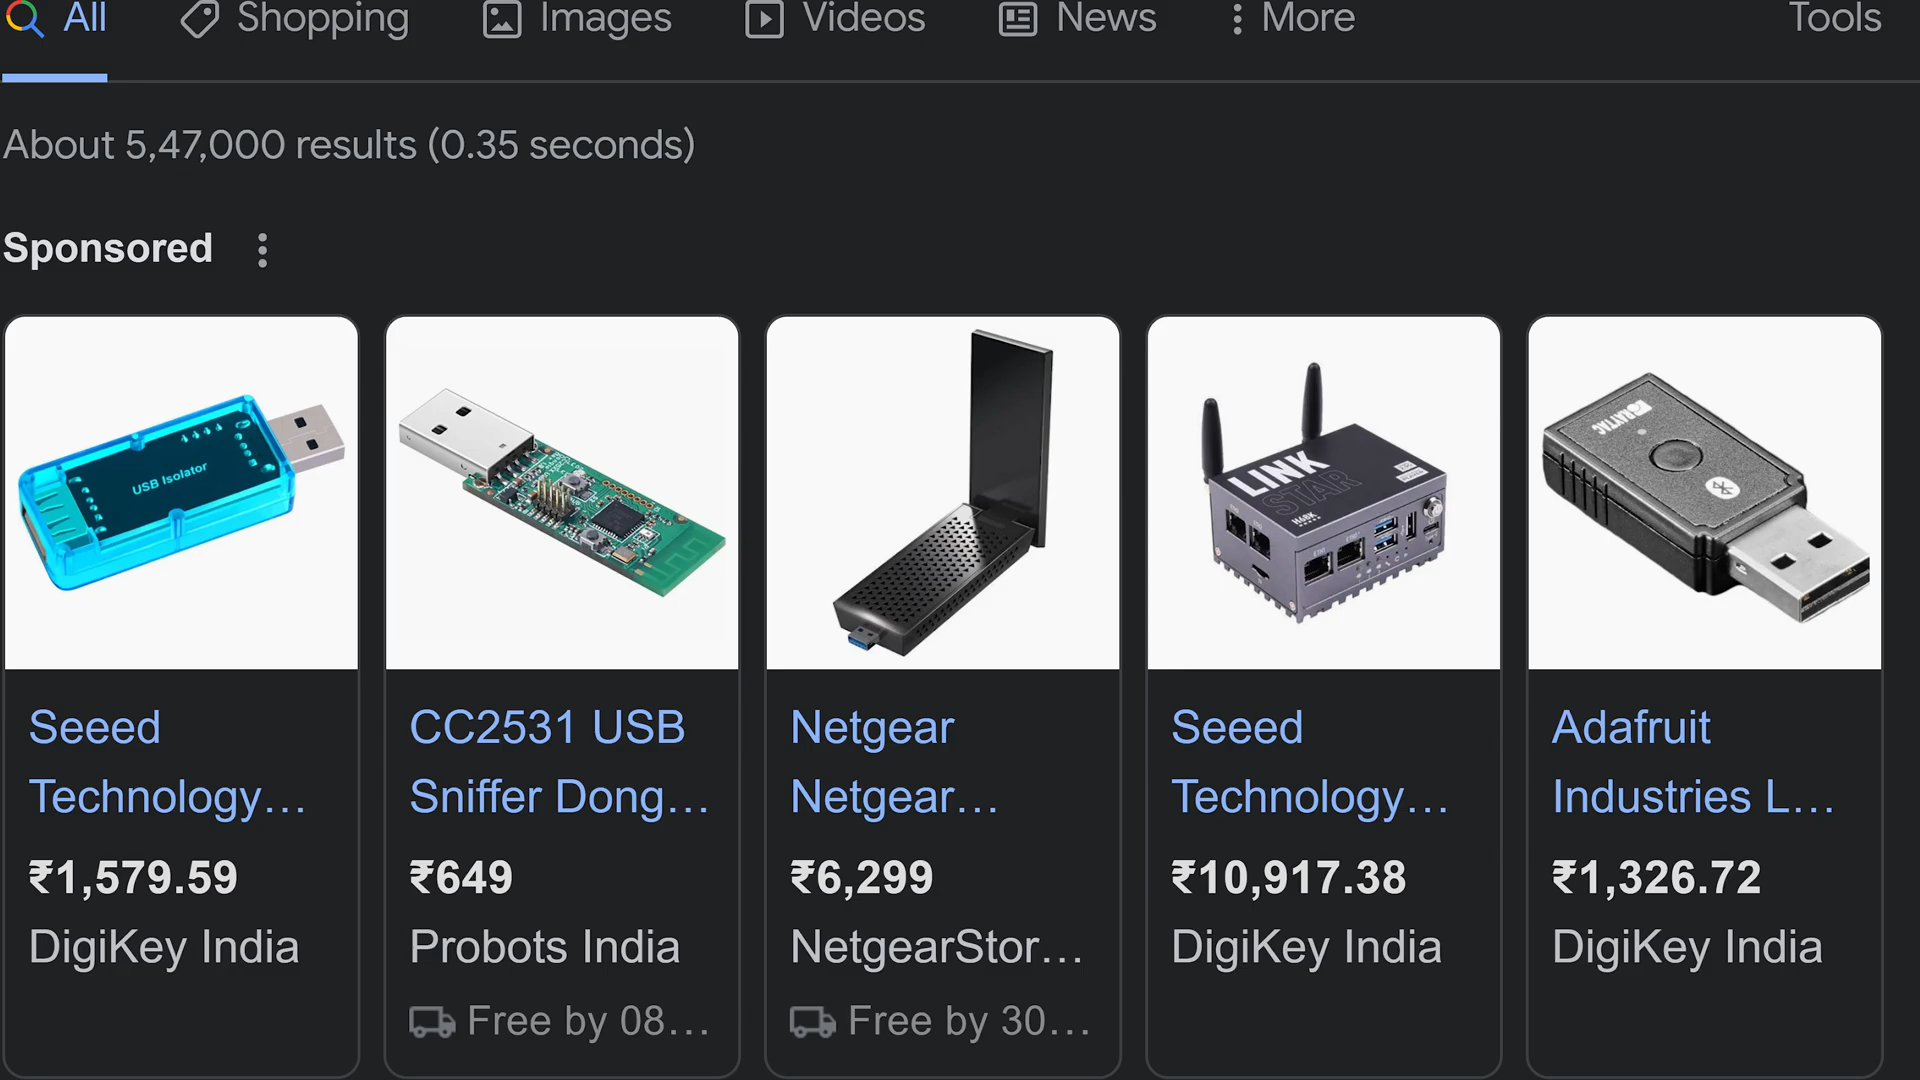 All
Shopping
Images
Videos
News
More
Tools
About 5,47,000 results (0.35 seconds)
Sponsored
USB Isolator
LINK
STAR
H68K
RAYTAC
Seeed
Technology...
₹1,579.59
DigiKey India
CC2531 USB
Sniffer Dong...
₹649
Probots India
Free by 08...
Netgear
Netgear...
₹6,299
NetgearStor...
Free by 30...
Seeed
Technology...
₹10,917.38
DigiKey India
Adafruit
Industries L...
₹1,326.72
DigiKey India